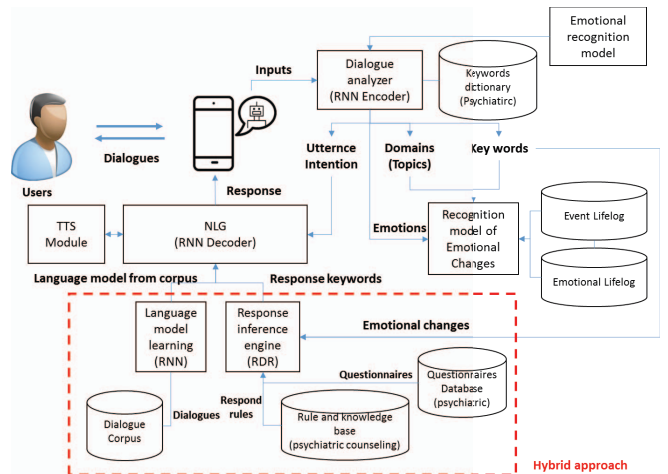 Emotional
recognition
model
Inputs
Dialogue
analyzer
(RNN Encoder)
Keywords
dictionary
(Psychiatirc)
Dialogues
Users
Utternce
Intention
Domains
(Topics)
Key words
Response
TTS
Module
NLG
(RNN Decoder)
Emotions
Recognition
model of
Emotional
Changes
Event Lifelog
Emotional Lifelog
Language model from corpus
Response keywords
Language
model
learning
(RNN)
Response
inference
engine
(RDR)
Emotional changes
Questionnaires
Questionnaires
Database
(psychiatric)
Dialogue
Corpus
Dialogues
Respond
rules
Rule and knowledge
base
(psychiatric counseling)
Hybrid approach